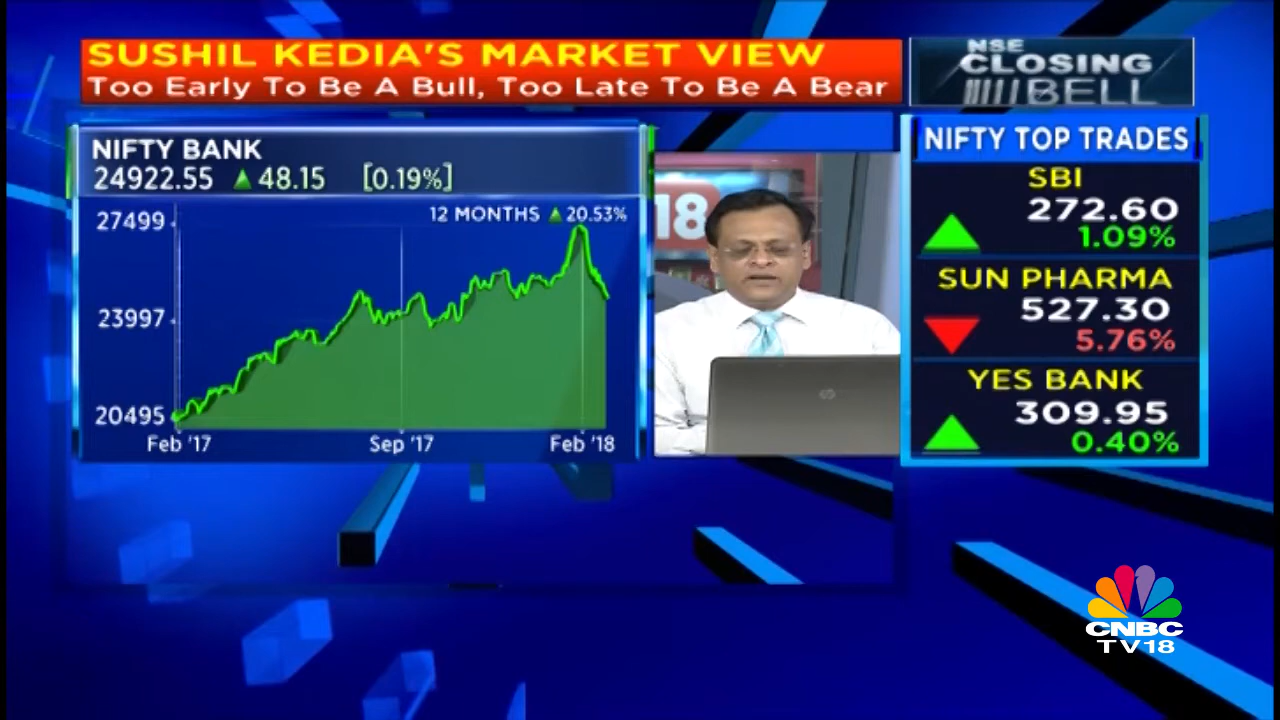 SUSHIL KEDIA'S MARKET VIEW
Too Early To Be A Bull, Too Late To Be A Bear
NSE
CLOSING
BELL
NIFTY BANK
24922.55 ▲ 48.15 [0.19%]
12 MONTHS ▲ 20.53%
27499
23997
20495
Feb '17 Sep '17 Feb '18
18
NIFTY TOP TRADES
SBI
272.60
1.09%
SUN PHARMA
527.30
5.76%
YES BANK
309.95
0.40%
hp
CNBC
TV18